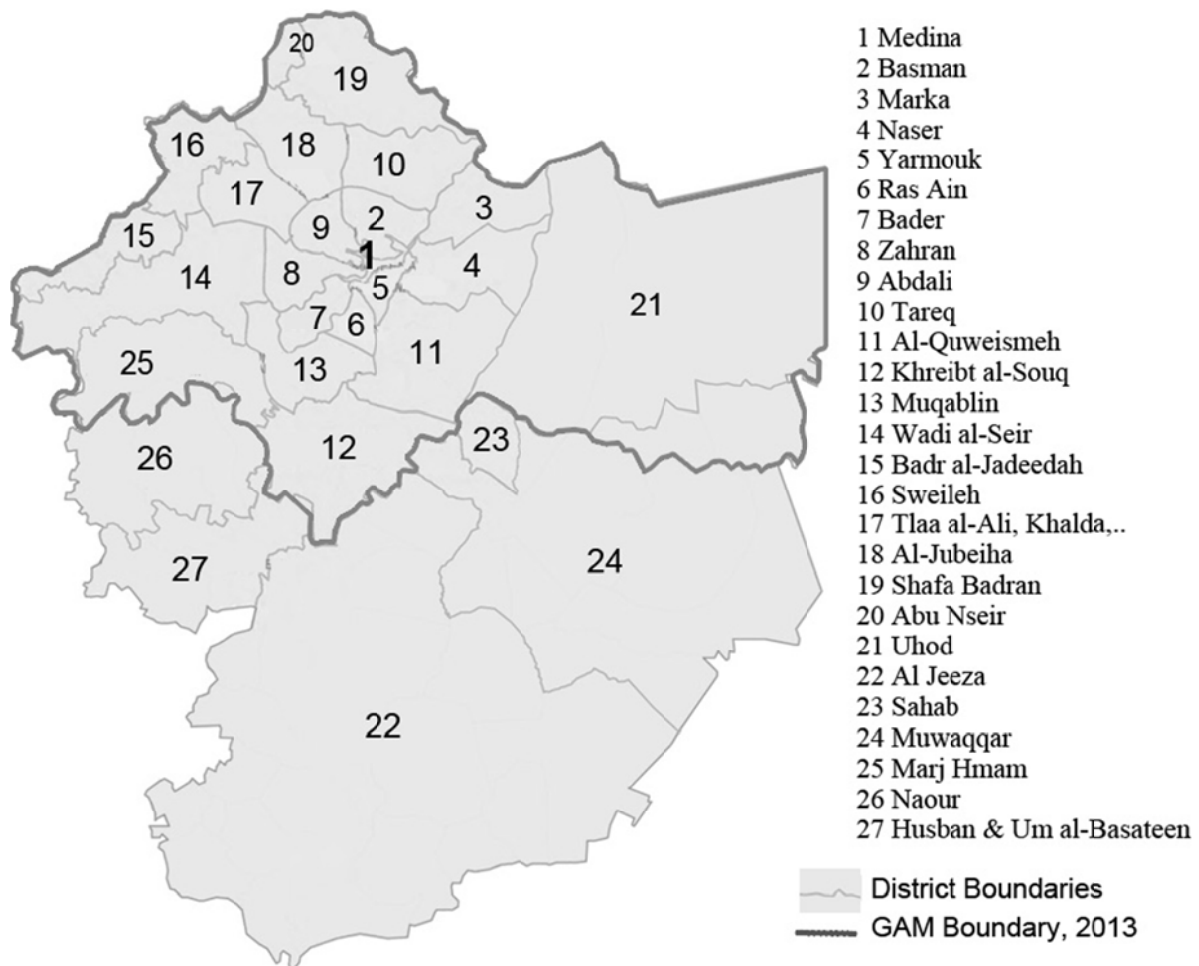 20
19
16
18
10
17
3
2
9
15
1
4
14
8
5
21
7
6
25
11
13
23
12
26
24
27
22
1 Medina
2 Basman
3 Marka
4 Naser
5 Yarmouk
6 Ras Ain
7 Bader
8 Zahran
9 Abdali
10 Tareq
11 Al-Quweismeh
12 Khreibt al-Souq
13 Muqablin
14 Wadi al-Seir
15 Badr al-Jadeedah
16 Sweileh
17 Tlaa al-Ali, Khalda,..
18 Al-Jubeiha
19 Shafa Badran
20 Abu Nseir
21 Uhod
22 Al Jeeza
23 Sahab
24 Muwaqqar
25 Marj Hmam
26 Naour
27 Husban & Um al-Basateen
District Boundaries
GAM Boundary, 2013